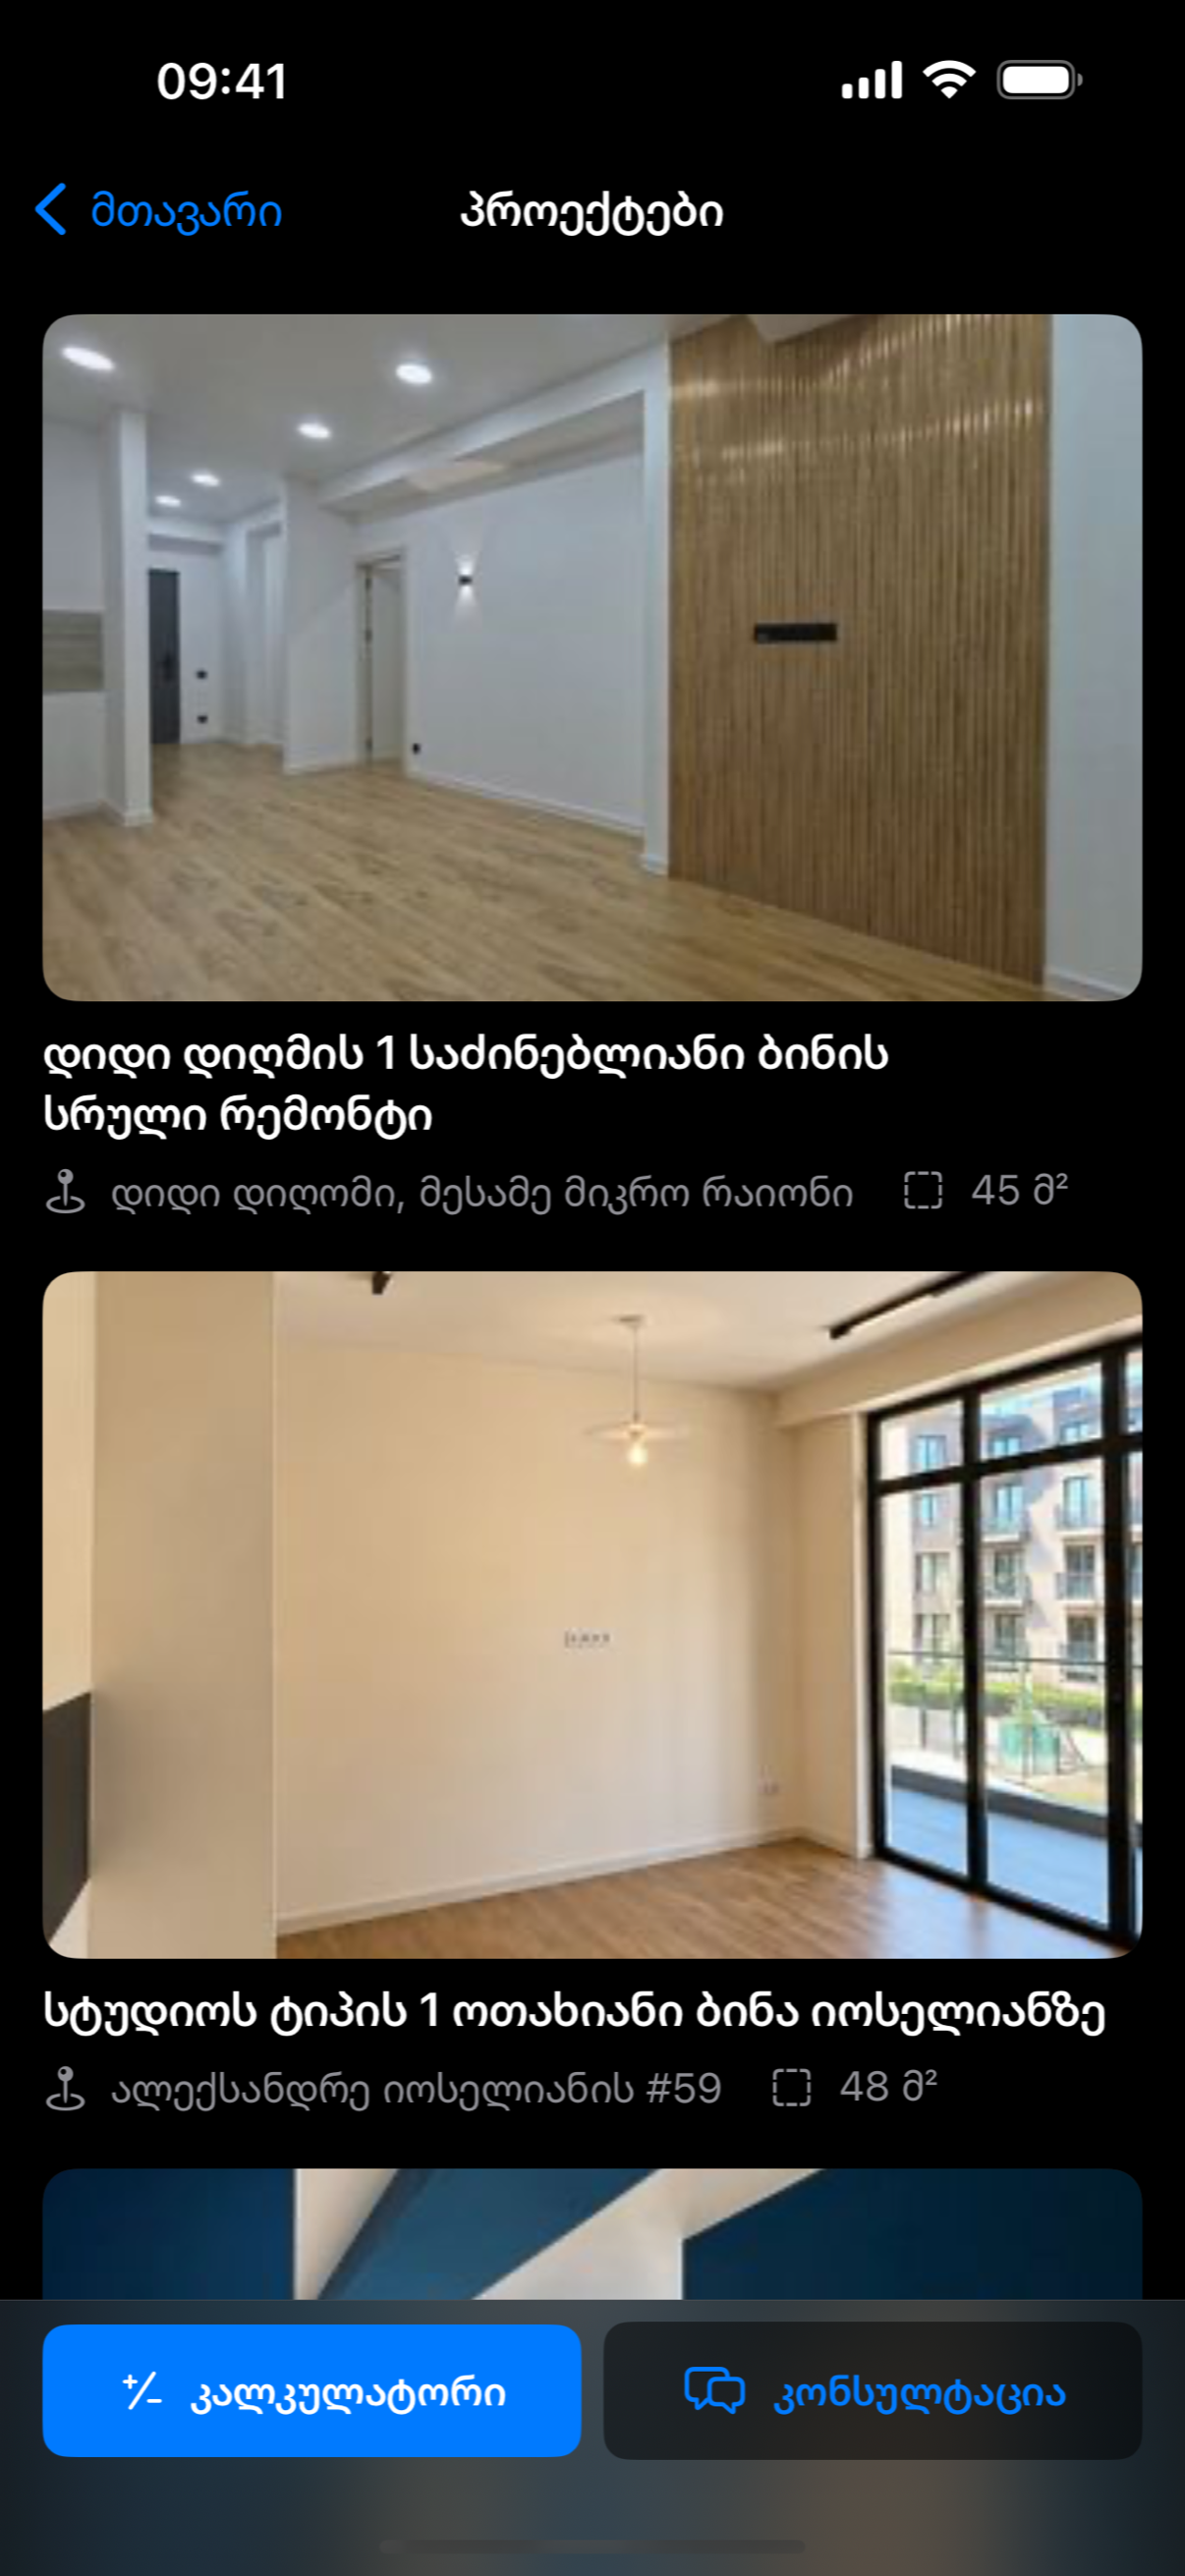 09:41
მთავარი
პროექტები
დიდი დიღმის 1 საძინებლიანი ბინის
სრული რემონტი
დიდი დიღომი, მესამე მიკრო რაიონი
45 მ²
სტუდიოს ტიპის 1 ოთახიანი ბინა იოსელიანზე
ალექსანდრე იოსელიანის #59
48 მ²
კალკულატორი
კონსულტაცია